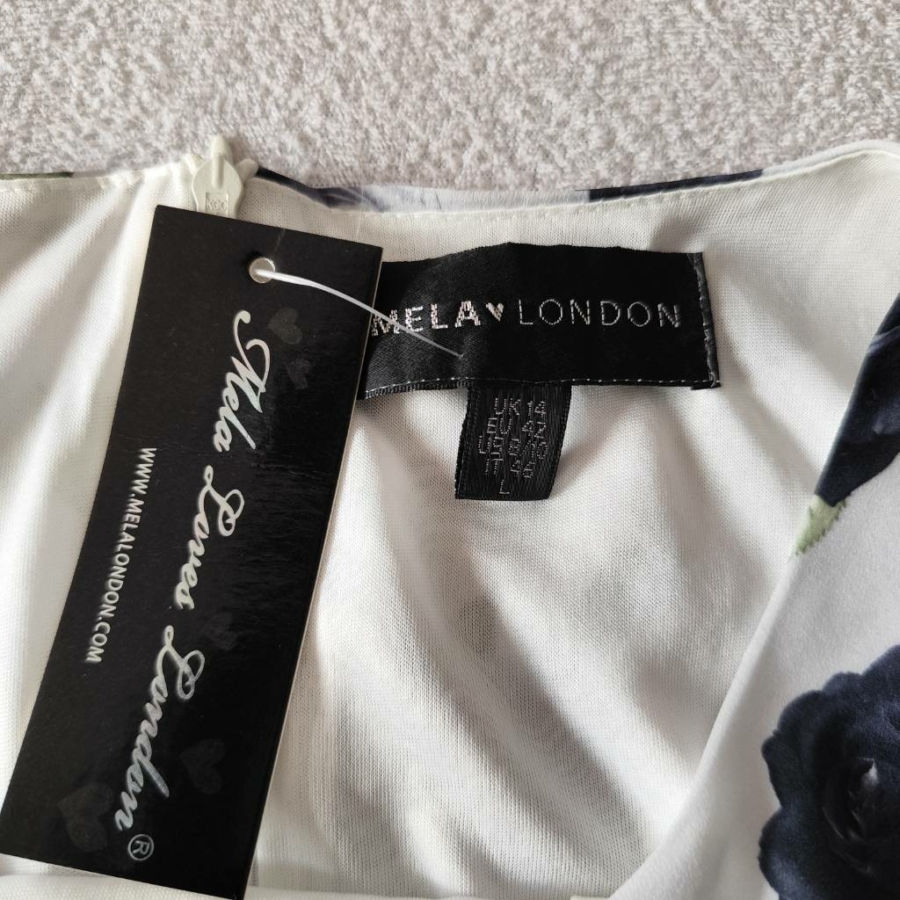 Mela Loves London®
WWW.MELALONDON.COM
MELA♥LONDON
UK 14
EU 42
US 8/10
IT 46
L